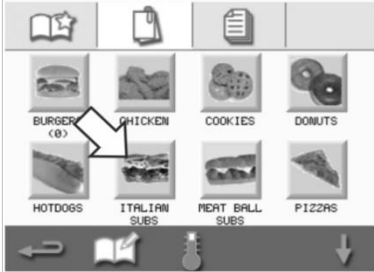 BURGERS CHICKEN COOKIES DONUTS
(0)
HOTDOGS ITALIAN MEAT BALL PIZZAS
SUBS SUBS